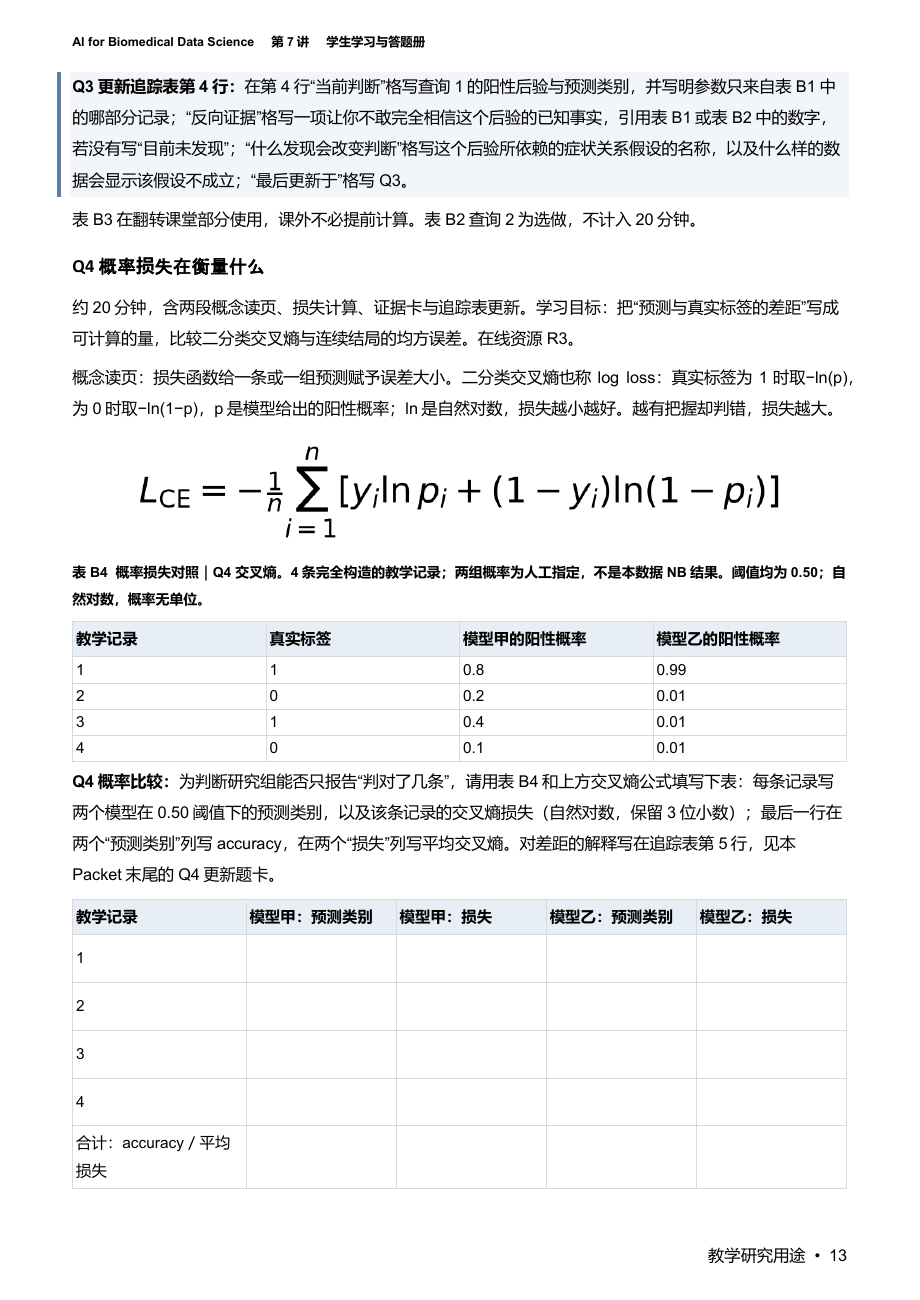 AI for Biomedical Data Science 第 7 讲 学生学习与答题册
Q3 更新追踪表第 4 行：在第 4 行“当前判断”格写查询 1 的阳性后验与预测类别，并写明参数只来自表 B1 中
的哪部分记录；“反向证据”格写一项让你不敢完全相信这个后验的已知事实，引用表 B1 或表 B2 中的数字，
若没有写“目前未发现”；“什么发现会改变判断”格写这个后验所依赖的症状关系假设的名称，以及什么样的数
据会显示该假设不成立；“最后更新于”格写 Q3。
表 B3 在翻转课堂部分使用，课外不必提前计算。表 B2 查询 2 为选做，不计入 20 分钟。
Q4 概率损失在衡量什么
约 20 分钟，含两段概念读页、损失计算、证据卡与追踪表更新。学习目标：把“预测与真实标签的差距”写成
可计算的量，比较二分类交叉熵与连续结局的均方误差。在线资源 R3。
概念读页：损失函数给一条或一组预测赋予误差大小。二分类交叉熵也称 log loss：真实标签为 1 时取−ln(p)，
为 0 时取−ln(1−p)，p 是模型给出的阳性概率；ln 是自然对数，损失越小越好。越有把握却判错，损失越大。
L_CE = −1/n ∑_{i=1}^{n} [y_i ln p_i + (1 − y_i)ln(1 − p_i)]
表 B4 概率损失对照｜Q4 交叉熵。4 条完全构造的教学记录；两组概率为人工指定，不是本数据 NB 结果。阈值均为 0.50；自
然对数，概率无单位。
教学记录 真实标签 模型甲的阳性概率 模型乙的阳性概率
1 1 0.8 0.99
2 0 0.2 0.01
3 1 0.4 0.01
4 0 0.1 0.01
Q4 概率比较：为判断研究组能否只报告“判对了几条”，请用表 B4 和上方交叉熵公式填写下表：每条记录写
两个模型在 0.50 阈值下的预测类别，以及该条记录的交叉熵损失（自然对数，保留 3 位小数）；最后一行在
两个“预测类别”列写 accuracy，在两个“损失”列写平均交叉熵。对差距的解释写在追踪表第 5 行，见本
Packet 末尾的 Q4 更新题卡。
教学记录 模型甲：预测类别 模型甲：损失 模型乙：预测类别 模型乙：损失
1
2
3
4
合计：accuracy / 平均
损失
教学研究用途 • 13